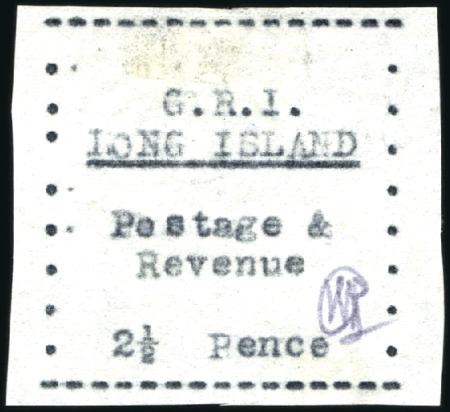 G.R.I.
LONG ISLAND
Postage &
Revenue
2½ Pence